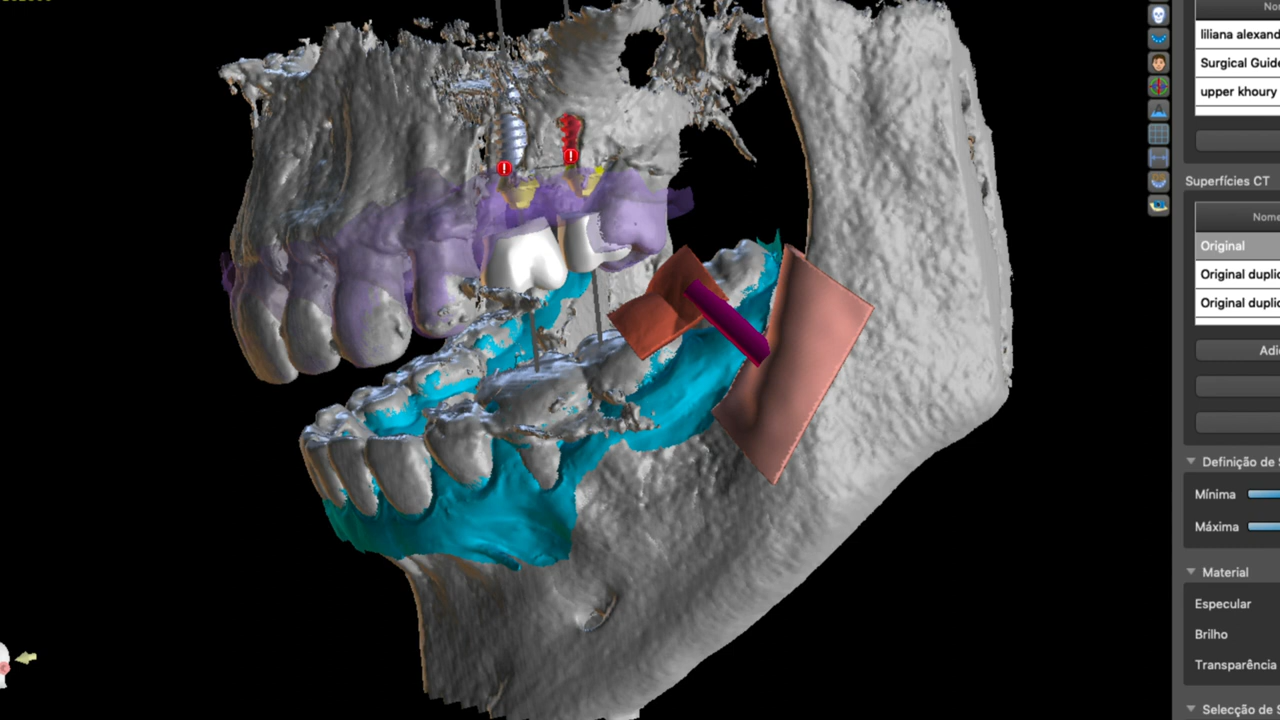 liliana alexand
Surgical Guide
upper khoury
Superfícies CT
Nome
Original
Original duplic
Original duplic
Adi
Definição de S
Mínima
Máxima
Material
Especular
Brilho
Transparência
Selecção de S